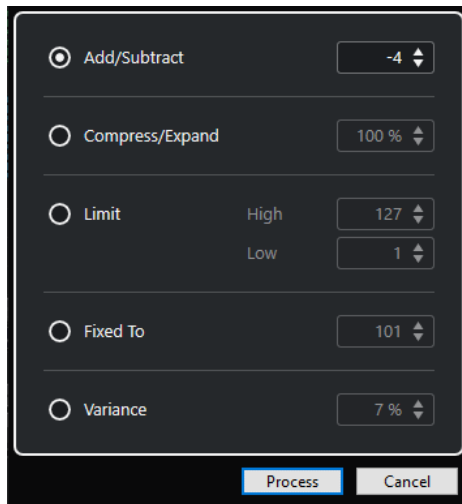 Add/Subtract -4
Compress/Expand 100 %
Limit High 127
Low 1
Fixed To 101
Variance 7 %
Process Cancel